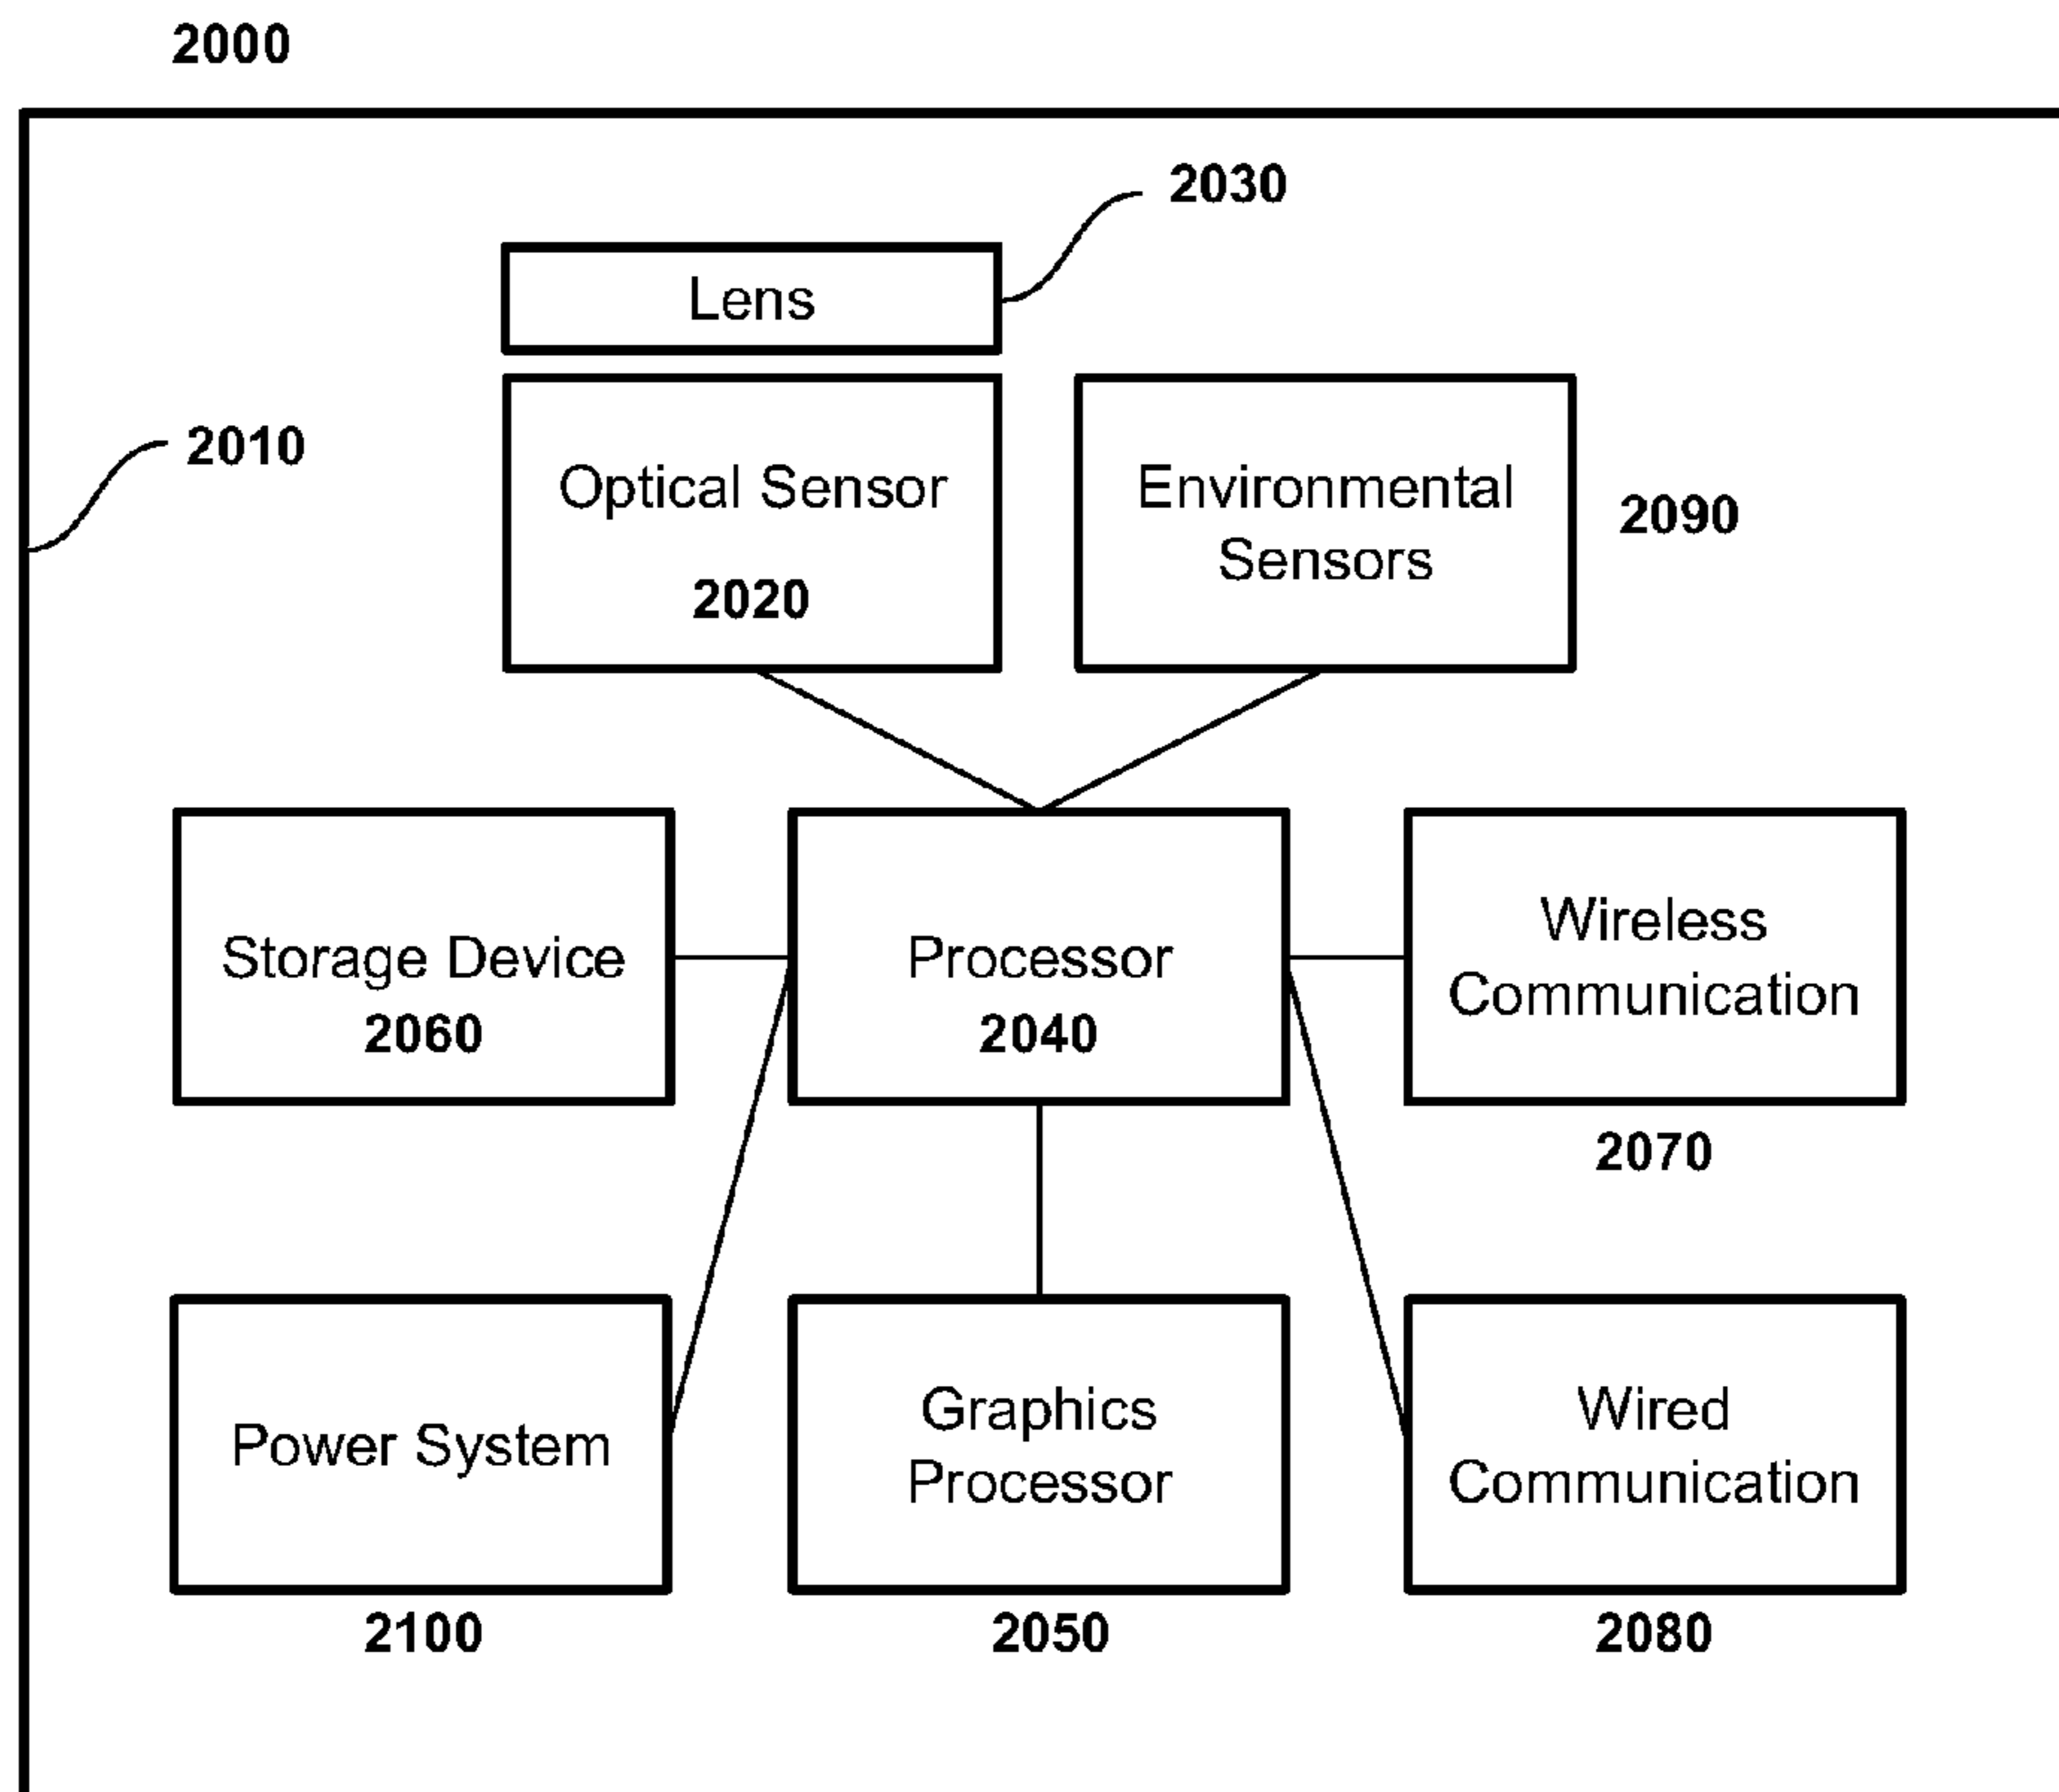 2000
2030
Lens
2010
Optical Sensor
2020
Environmental
Sensors
2090
Storage Device
2060
Processor
2040
Wireless
Communication
2070
Power System
2100
Graphics
Processor
2050
Wired
Communication
2080